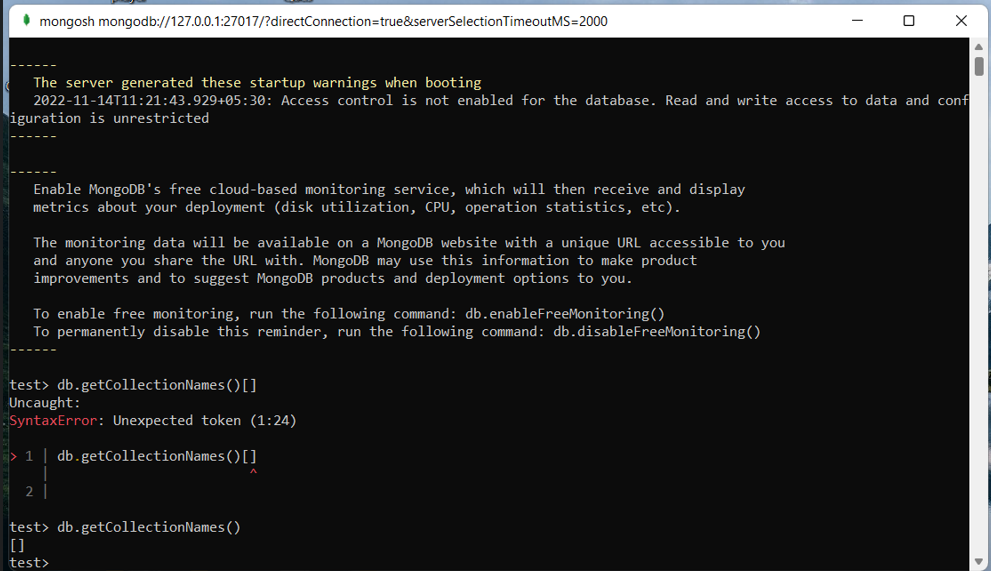 mongosh mongodb://127.0.0.1:27017/?directConnection=true&serverSelectionTimeoutMS=2000
------
   The server generated these startup warnings when booting
   2022-11-14T11:21:43.929+05:30: Access control is not enabled for the database. Read and write access to data and conf
iguration is unrestricted
------
------
   Enable MongoDB's free cloud-based monitoring service, which will then receive and display
   metrics about your deployment (disk utilization, CPU, operation statistics, etc).
   The monitoring data will be available on a MongoDB website with a unique URL accessible to you
   and anyone you share the URL with. MongoDB may use this information to make product
   improvements and to suggest MongoDB products and deployment options to you.
   To enable free monitoring, run the following command: db.enableFreeMonitoring()
   To permanently disable this reminder, run the following command: db.disableFreeMonitoring()
------
test> db.getCollectionNames()[]
Uncaught:
SyntaxError: Unexpected token (1:24)
> 1 | db.getCollectionNames()[]
    |                         ^
  2 |
test> db.getCollectionNames()
[]
test>